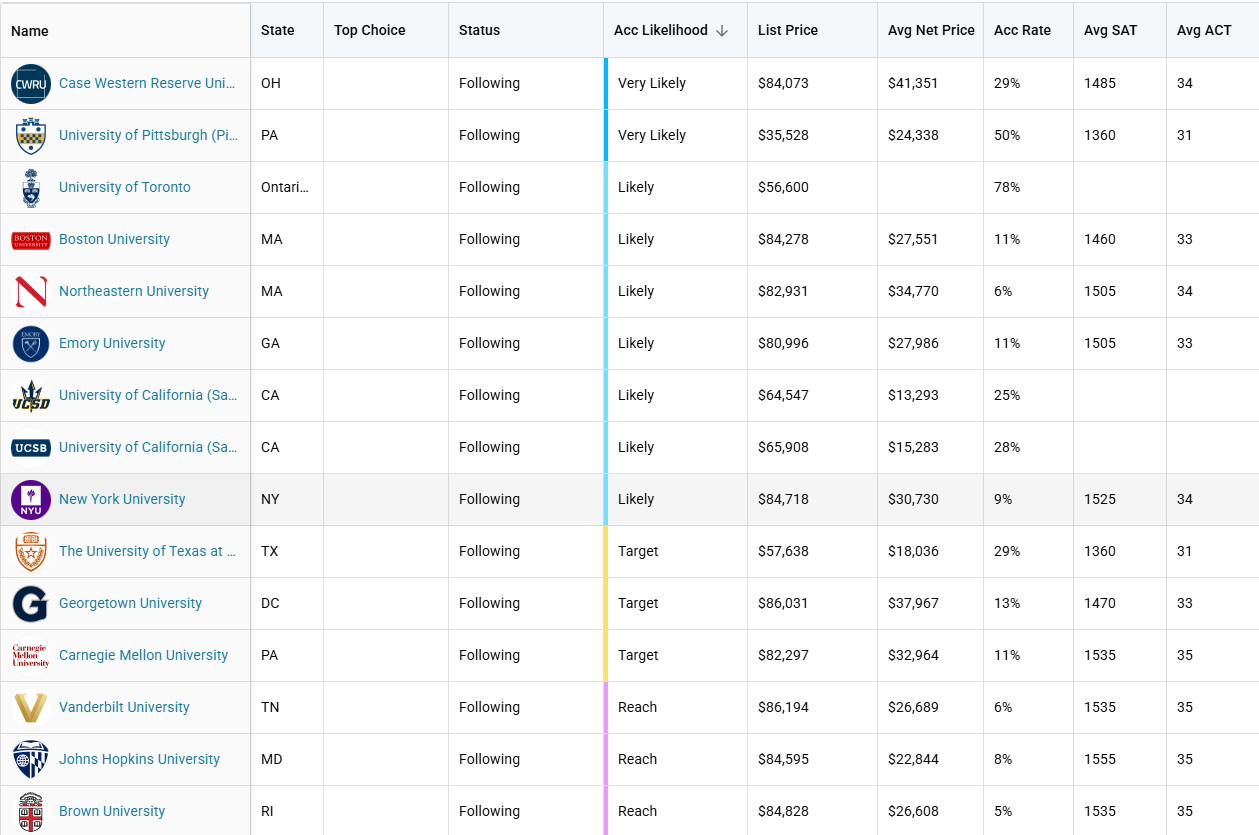 Name State Top Choice Status Acc Likelihood ↓ List Price Avg Net Price Acc Rate Avg SAT Avg ACT
CWRU Case Western Reserve Uni... OH Following Very Likely $84,073 $41,351 29% 1485 34
University of Pittsburgh (Pi... PA Following Very Likely $35,528 $24,338 50% 1360 31
University of Toronto Ontari... Following Likely $56,600 78%
BOSTON UNIVERSITY Boston University MA Following Likely $84,278 $27,551 11% 1460 33
N Northeastern University MA Following Likely $82,931 $34,770 6% 1505 34
EMORY Emory University GA Following Likely $80,996 $27,986 11% 1505 33
UCSD University of California (Sa... CA Following Likely $64,547 $13,293 25%
UCSB University of California (Sa... CA Following Likely $65,908 $15,283 28%
NYU New York University NY Following Likely $84,718 $30,730 9% 1525 34
The University of Texas at ... TX Following Target $57,638 $18,036 29% 1360 31
G Georgetown University DC Following Target $86,031 $37,967 13% 1470 33
Carnegie Mellon University Carnegie Mellon University PA Following Target $82,297 $32,964 11% 1535 35
V Vanderbilt University TN Following Reach $86,194 $26,689 6% 1535 35
Johns Hopkins University MD Following Reach $84,595 $22,844 8% 1555 35
Brown University RI Following Reach $84,828 $26,608 5% 1535 35